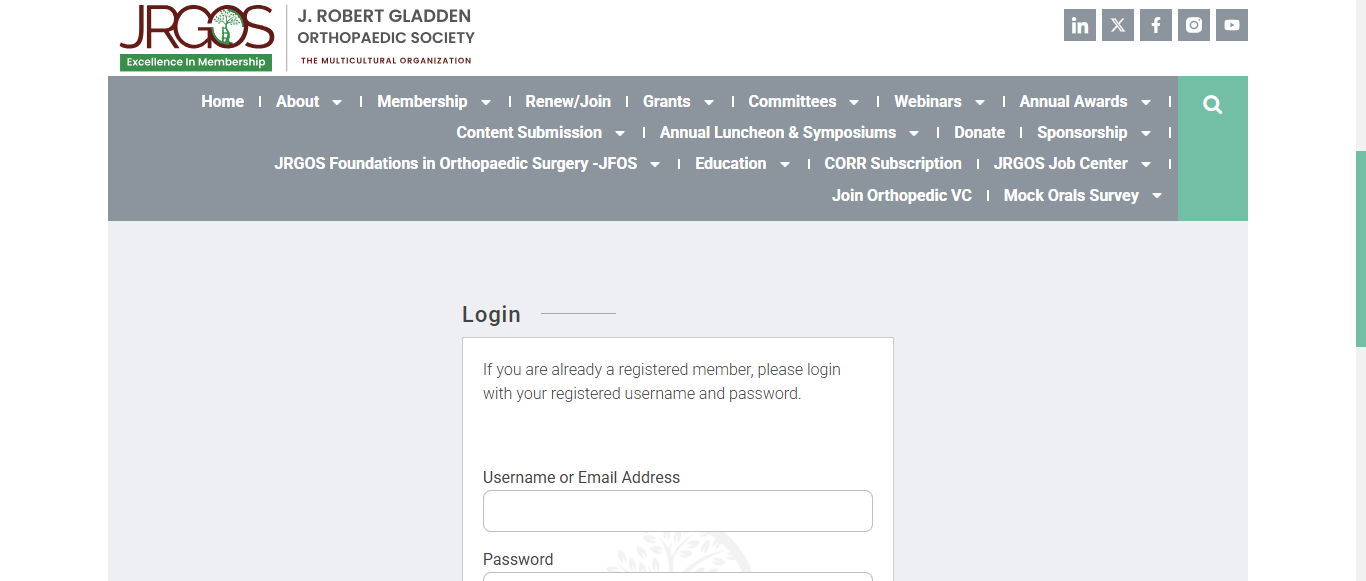 JRGOS
Excellence In Membership
J. ROBERT GLADDEN
ORTHOPAEDIC SOCIETY
THE MULTICULTURAL ORGANIZATION
Home | About | Membership | Renew/Join | Grants | Committees | Webinars | Annual Awards |
Content Submission | Annual Luncheon & Symposiums | Donate | Sponsorship |
JRGOS Foundations in Orthopaedic Surgery -JFOS | Education | CORR Subscription | JRGOS Job Center |
Join Orthopedic VC | Mock Orals Survey
Login
If you are already a registered member, please login
with your registered username and password.
Username or Email Address
Password